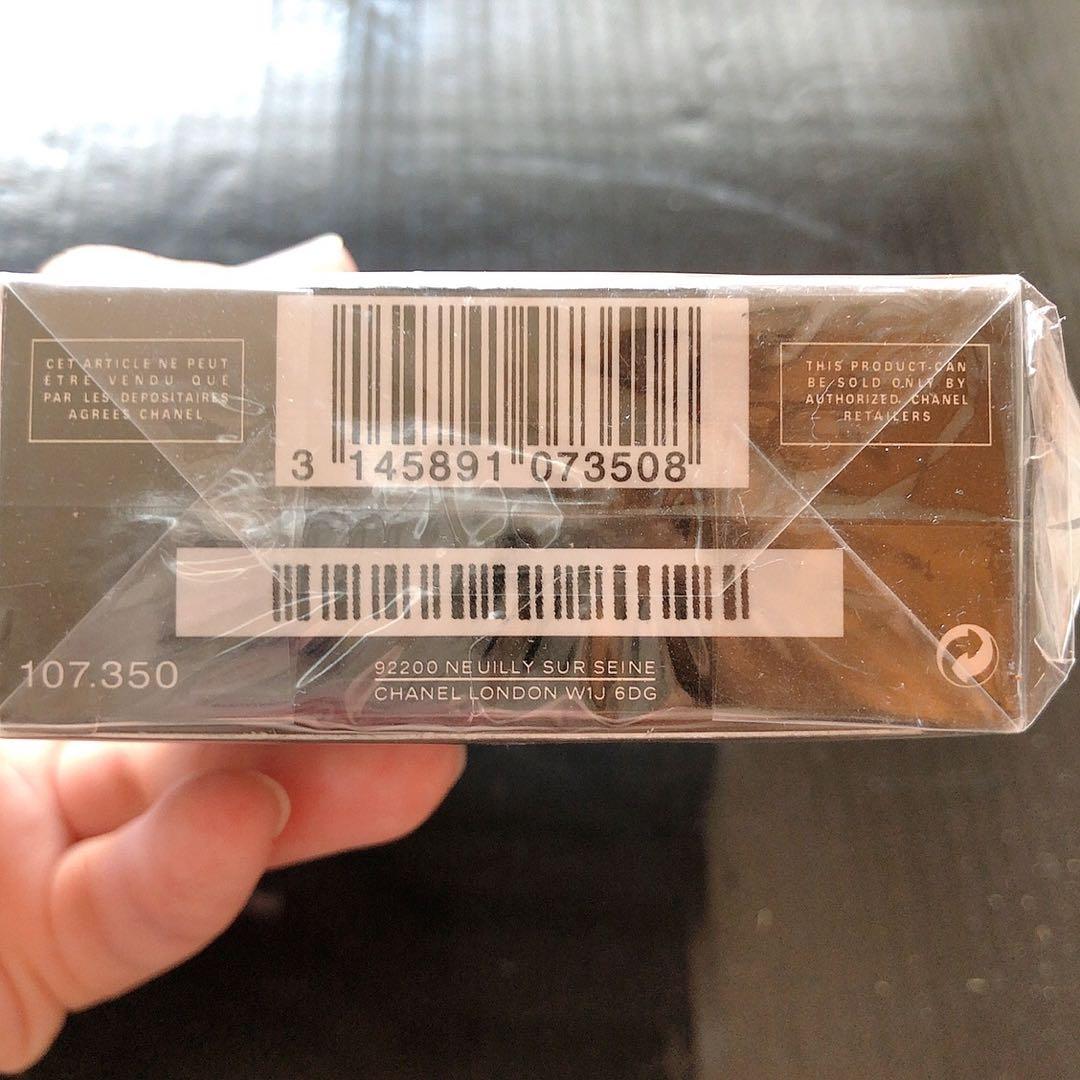 CET ARTICLE NE PEUT
ÊTRE VENDU QUE
PAR LES DEPOSITAIRES
AGRÉES CHANEL
3 145891 073508
THIS PRODUCT CAN
BE SOLD ONLY BY
AUTHORIZED CHANEL
RETAILERS
107.350
92200 NEUILLY SUR SEINE
CHANEL LONDON W1J 6DG